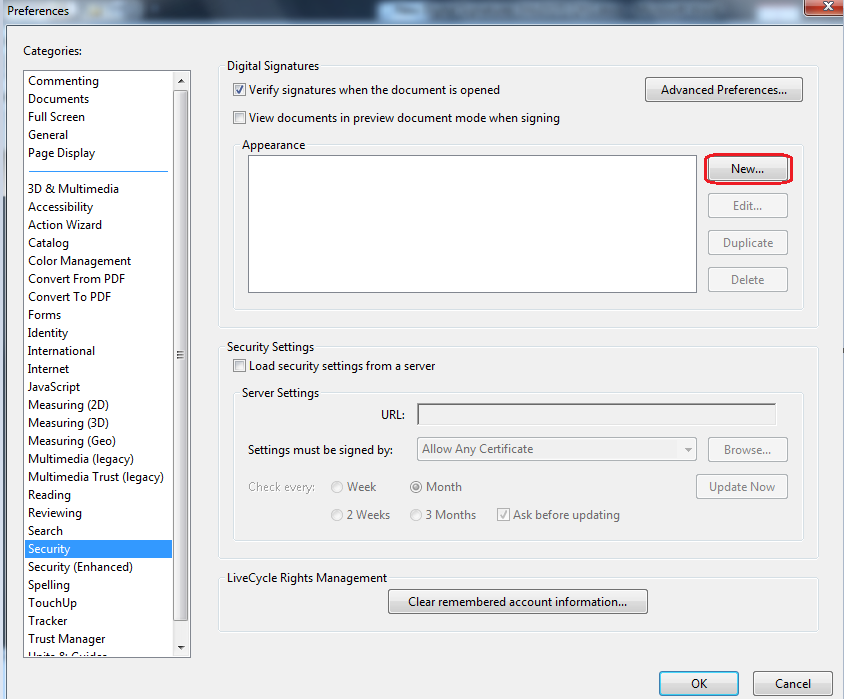 Preferences
Categories:
Commenting
Documents
Full Screen
General
Page Display
3D & Multimedia
Accessibility
Action Wizard
Catalog
Color Management
Convert From PDF
Convert To PDF
Forms
Identity
International
Internet
JavaScript
Measuring (2D)
Measuring (3D)
Measuring (Geo)
Multimedia (legacy)
Multimedia Trust (legacy)
Reading
Reviewing
Search
Security
Security (Enhanced)
Spelling
TouchUp
Tracker
Trust Manager
Units & Guides
Digital Signatures
Verify signatures when the document is opened
Advanced Preferences...
View documents in preview document mode when signing
Appearance
New...
Edit...
Duplicate
Delete
Security Settings
Load security settings from a server
Server Settings
URL:
Settings must be signed by: Allow Any Certificate Browse...
Check every: Week Month Update Now
2 Weeks 3 Months Ask before updating
LiveCycle Rights Management
Clear remembered account information...
OK Cancel